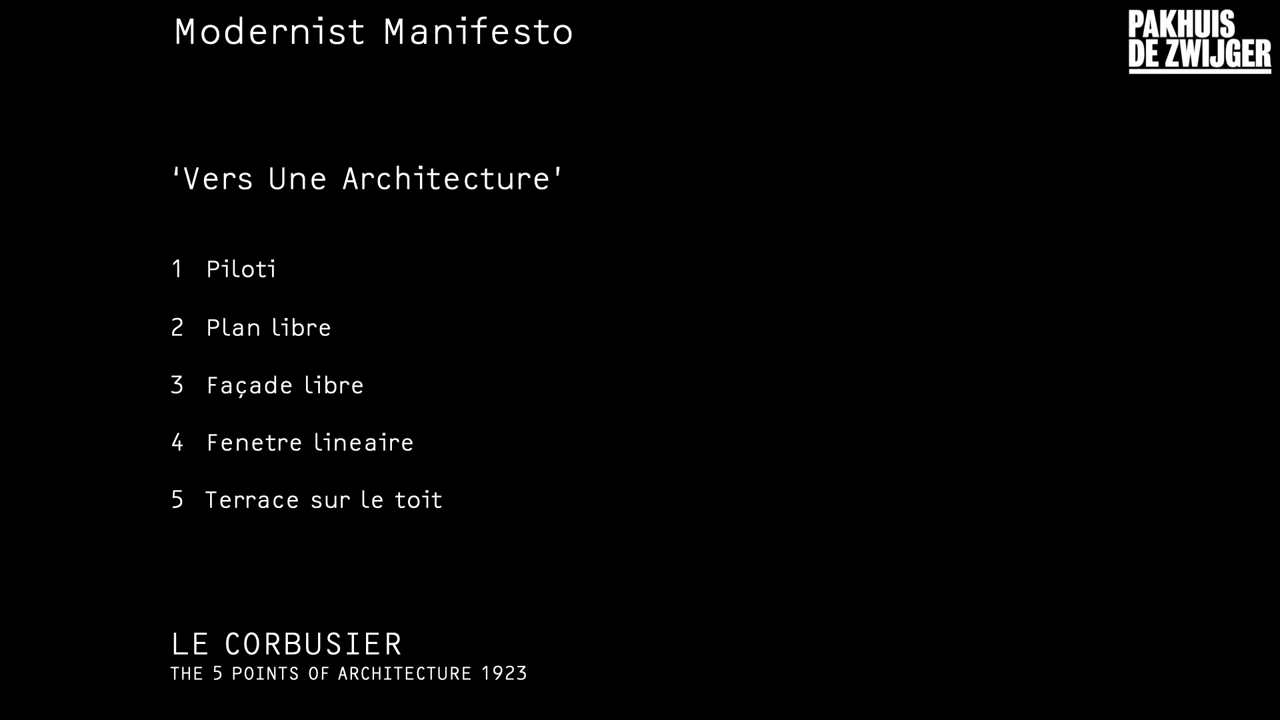 Modernist Manifesto
PAKHUIS
DE ZWIJGER
‘Vers Une Architecture'
1 Piloti
2 Plan libre
3 Façade libre
4 Fenetre lineaire
5 Terrace sur le toit
LE CORBUSIER
THE 5 POINTS OF ARCHITECTURE 1923